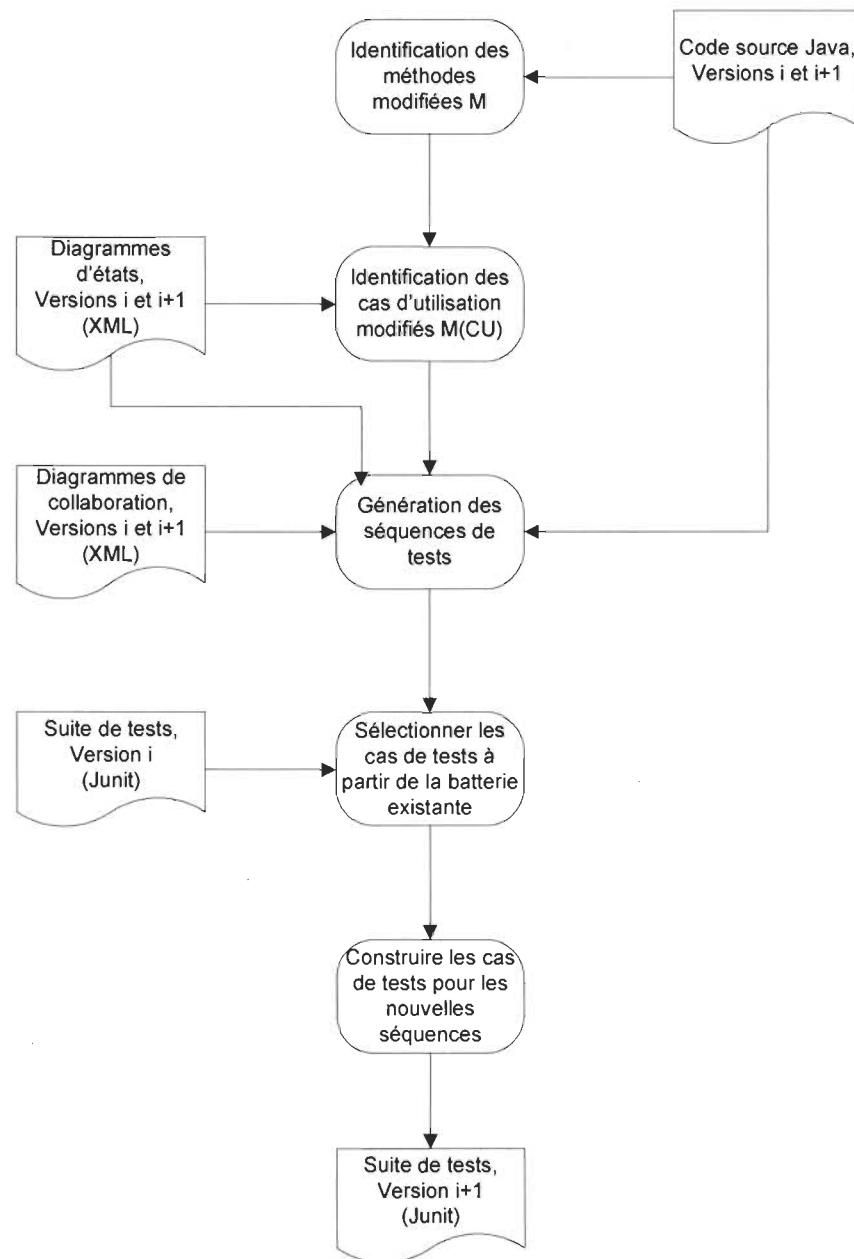 Identification des
méthodes
modifiées M
Code source Java,
Versions i et i+1
Diagrammes
d'états,
Versions i et i+1
(XML)
Identification des
cas d'utilisation
modifiés M(CU)
Diagrammes de
collaboration,
Versions i et i+1
(XML)
Génération des
séquences de
tests
Suite de tests,
Version i
(Junit)
Sélectionner les
cas de tests à
partir de la batterie
existante
Construire les cas
de tests pour les
nouvelles
séquences
Suite de tests,
Version i+1
(Junit)